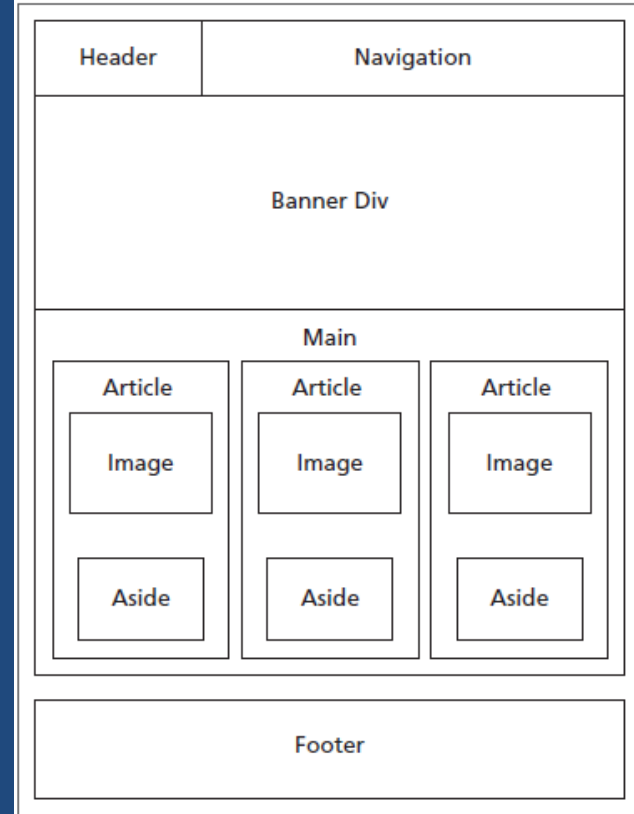 Header Navigation
Banner Div
Main
Article Article Article
Image Image Image
Aside Aside Aside
Footer